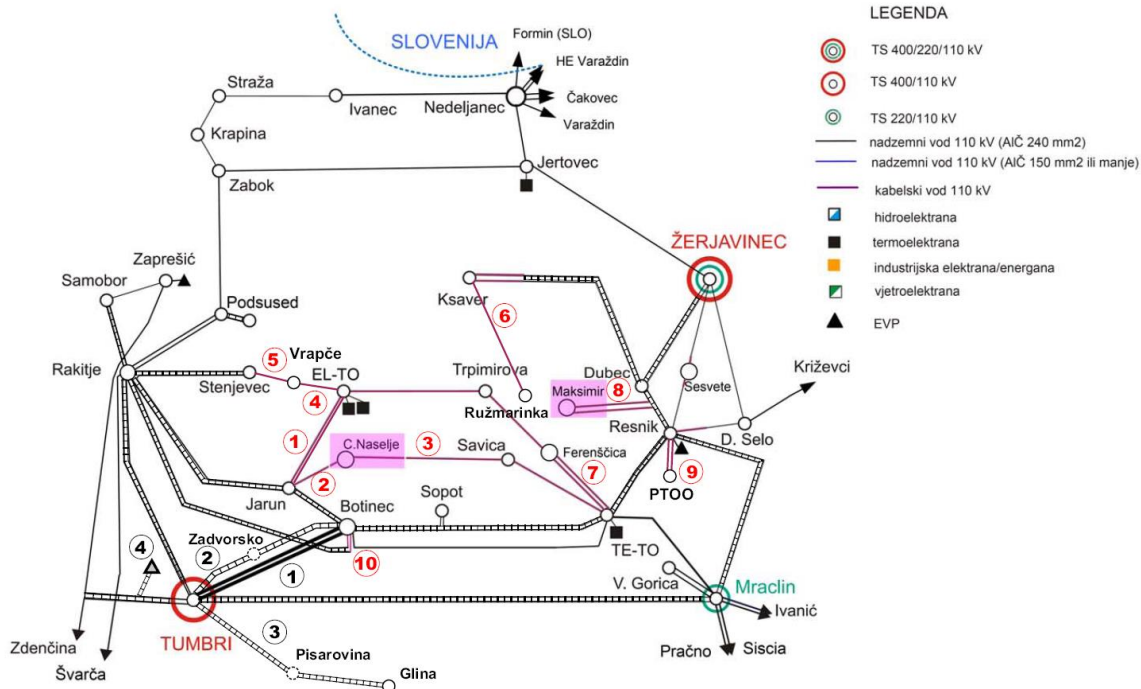 LEGENDA
TS 400/220/110 kV
TS 400/110 kV
TS 220/110 kV
nadzemni vod 110 kV (AlČ 240 mm2)
nadzemni vod 110 kV (AlČ 150 mm2 ili manje)
kabelski vod 110 kV
hidroelektrana
termoelektrana
industrijska elektrana/energana
vjetroelektrana
EVP
SLOVENIJA
Formin (SLO)
HE Varaždin
Čakovec
Varaždin
Nedeljanec
Straža
Ivanec
Krapina
Zabok
Jertovec
ŽERJAVINEC
Zaprešić
Samobor
Podsused
Ksaver
6
Rakitje
5
Vrapče
Stenjevec
EL-TO
4
Trpimirova
Ružmarinka
Dubec
Maksimir
8
Sesvete
Križevci
Resnik
D. Selo
1
C.Naselje
3
Savica
Ferenščica
7
9
PTOO
2
Jarun
Botinec
Sopot
Zadvorsko
4
2
1
10
TE-TO
V. Gorica
Mraclin
Ivanić
TUMBRI
Zdenčina
Švarča
3
Pisarovina
Glina
Pračno
Siscia